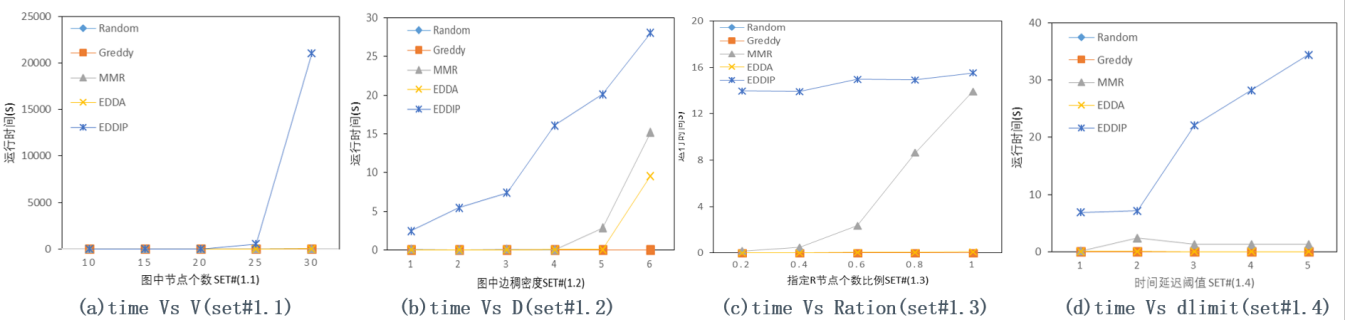 25000
20000
15000
10000
5000
0
运行时间(S)
Random
Greddy
MMR
EDDA
EDDIP
10 15 20 25 30
图中节点个数SET#(1.1)
(a)time Vs V(set#1.1)
30
25
20
15
10
5
0
运行时间(S)
Random
Greddy
MMR
EDDA
EDDIP
1 2 3 4 5 6
图中边稠密度SET#(1.2)
(b)time Vs D(set#1.2)
20
16
12
8
4
0
运行时间(S)
Random
Greddy
MMR
EDDA
EDDIP
0.2 0.4 0.6 0.8 1
指定R节点个数比例SET#(1.3)
(c)time Vs Ration(set#1.3)
40
30
20
10
0
运行时间(S)
Random
Greddy
MMR
EDDA
EDDIP
1 2 3 4 5
时间延迟阈值 SET#(1.4)
(d)time Vs dlimit(set#1.4)